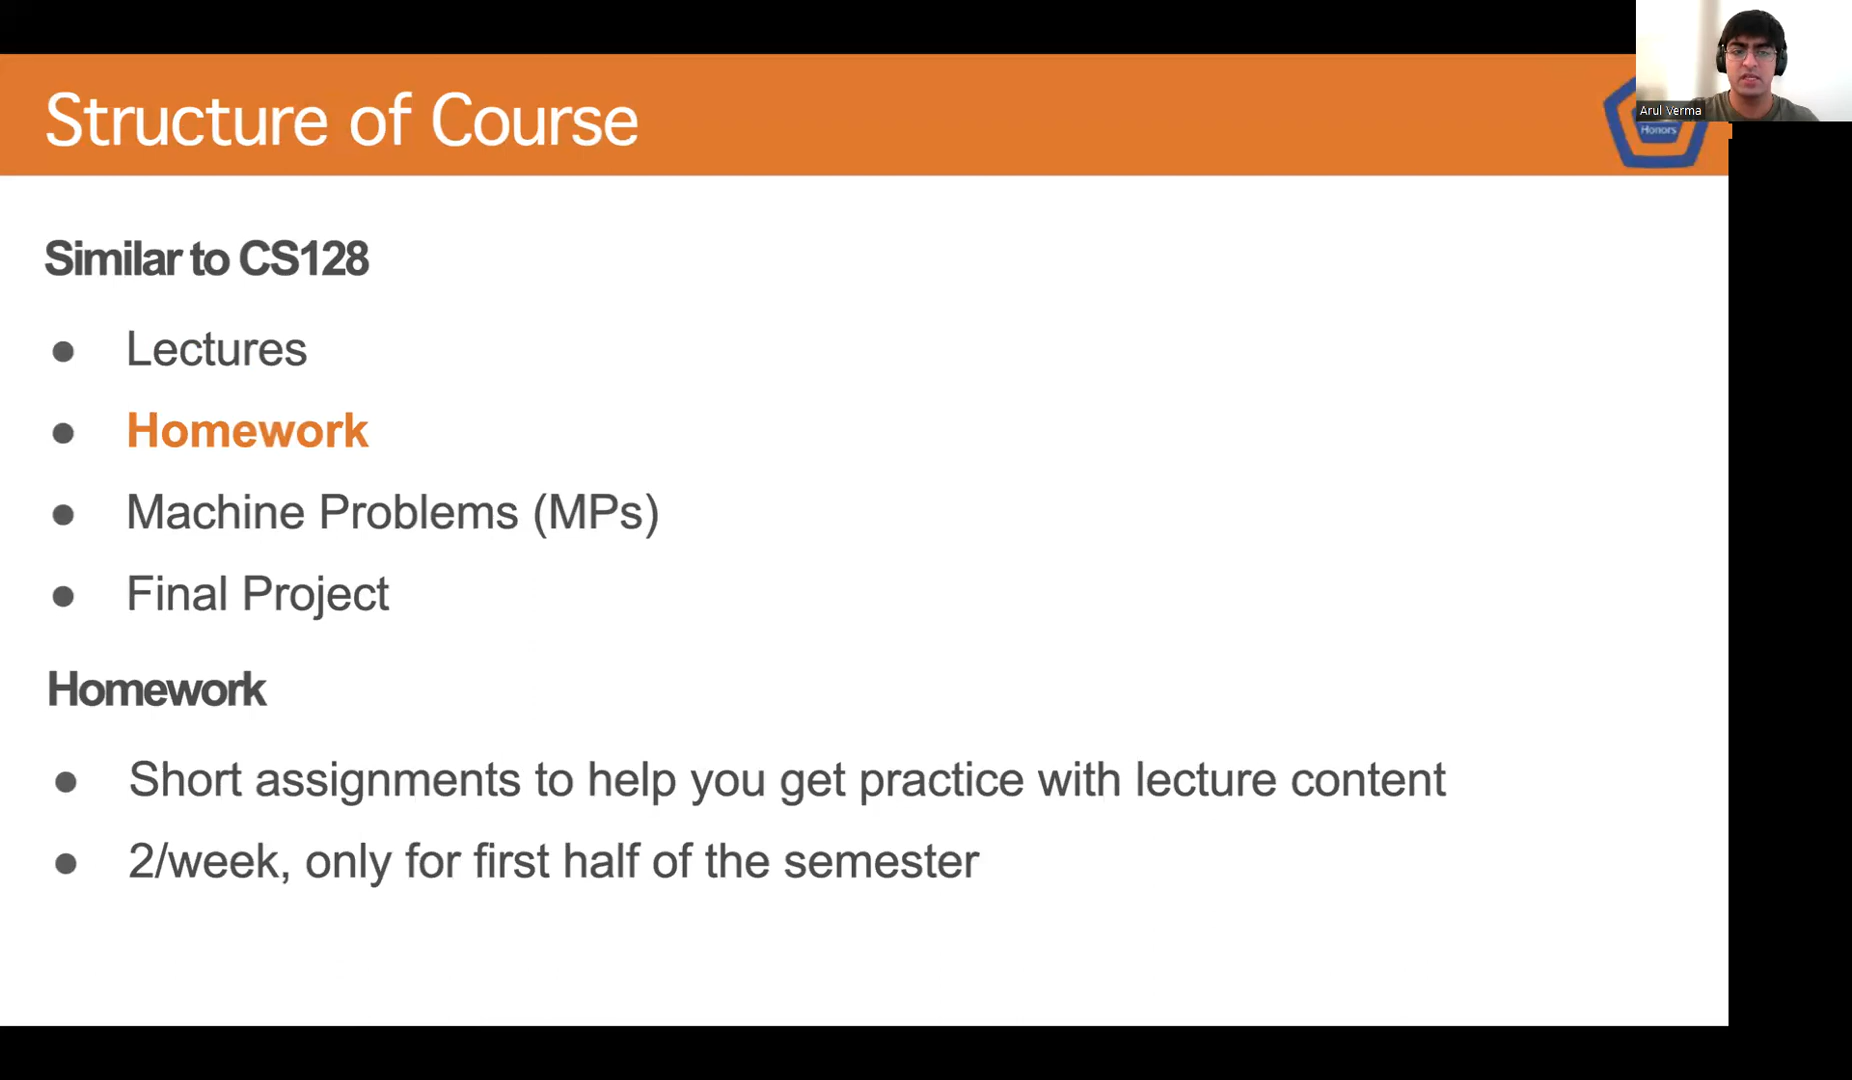 Structure of Course
Arul Verma
Honors
Similar to CS128
● Lectures
● Homework
● Machine Problems (MPs)
● Final Project
Homework
● Short assignments to help you get practice with lecture content
● 2/week, only for first half of the semester